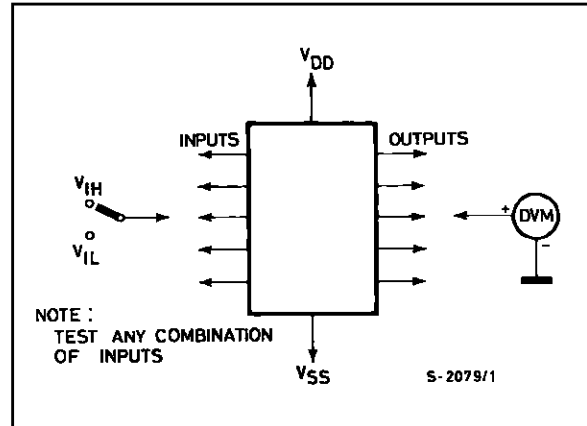 VDD
INPUTS
OUTPUTS
VIH
VIL
+
DVM
-
NOTE :
TEST ANY COMBINATION
OF INPUTS
VSS
S-2079/1